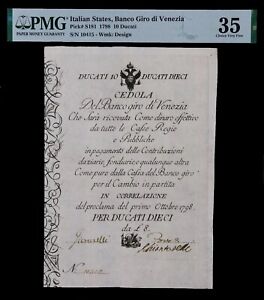 PMG
PAPER MONEY GUARANTY
Italian States, Banco Giro di Venezia
Pick# S181 1798 10 Ducati
S/N 10415 - Wmk: Design
35
Choice Very Fine
DUCATI 10 DUCATI DIECI
CEDOLA
Del Banco giro di Venezia
Che Sarà ricevuta Come dinaro effettivo
da tutte le Casse Regie
e Pubbliche
in pagamento delle Contribuzioni
daziarie, fondiarie e qualunque altra
Come pure dalla Cassa del Banco giro
per il Cambio in partita
IN CORRELAZIONE
del proclama del primo Ottobre 1798.
PER DUCATI DIECI
da £ 8.